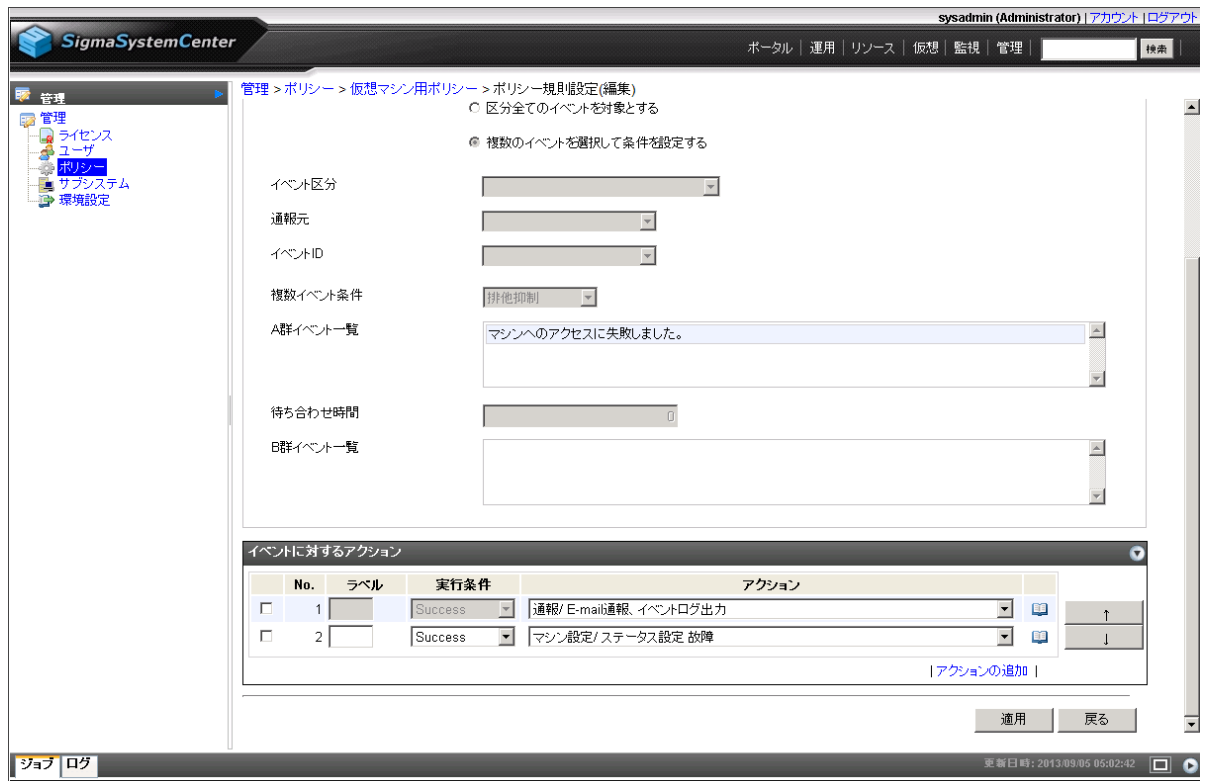 sysadmin (Administrator) | アカウント | ログアウト
SigmaSystemCenter
ポータル | 運用 | リソース | 仮想 | 監視 | 管理 | 検索 |
管理
管理 > ポリシー > 仮想マシン用ポリシー > ポリシー規則設定(編集)
管理
ライセンス
ユーザ
ポリシー
サブシステム
環境設定
区分全てのイベントを対象とする
複数のイベントを選択して条件を設定する
イベント区分
通報元
イベントID
複数イベント条件 排他抑制
A群イベント一覧 マシンへのアクセスに失敗しました。
待ち合わせ時間 0
B群イベント一覧
イベントに対するアクション
No. ラベル 実行条件 アクション
1 Success 通報/ E-mail通報、イベントログ出力
↑
2 Success マシン設定/ ステータス設定 故障
↓
| アクションの追加 |
適用 戻る
ジョブ ログ 更新日時: 2013/09/05 05:02:42